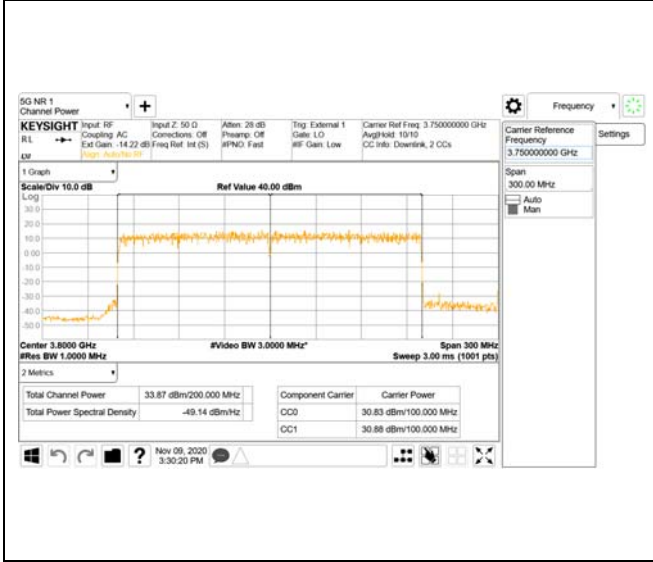 5G NR 1
Channel Power
Frequency
KEYSIGHT
RL
Input: RF
Coupling: AC
Ext Gain: -14.22 dB
Align: Auto/No RF
Input Z: 50 Ω
Corrections: Off
Freq Ref: Int (S)
Atten: 28 dB
Preamp: Off
#PNO: Fast
Trig: External 1
Gate: LO
#IF Gain: Low
Carrier Ref Freq: 3.750000000 GHz
Avg|Hold: 10/10
CC Info: Downlink, 2 CCs
Carrier Reference
Frequency
3.750000000 GHz
Settings
Span
300.00 MHz
Auto
Man
1 Graph
Scale/Div 10.0 dB
Ref Value 40.00 dBm
Log
30.0
20.0
10.0
0.00
-10.0
-20.0
-30.0
-40.0
-50.0
Center 3.8000 GHz
#Video BW 3.0000 MHz*
Span 300 MHz
#Res BW 1.0000 MHz
Sweep 3.00 ms (1001 pts)
2 Metrics
Total Channel Power 33.87 dBm/200.000 MHz
Total Power Spectral Density -49.14 dBm/Hz
Component Carrier Carrier Power
CC0 30.83 dBm/100.000 MHz
CC1 30.88 dBm/100.000 MHz
Nov 09, 2020
3:30:20 PM